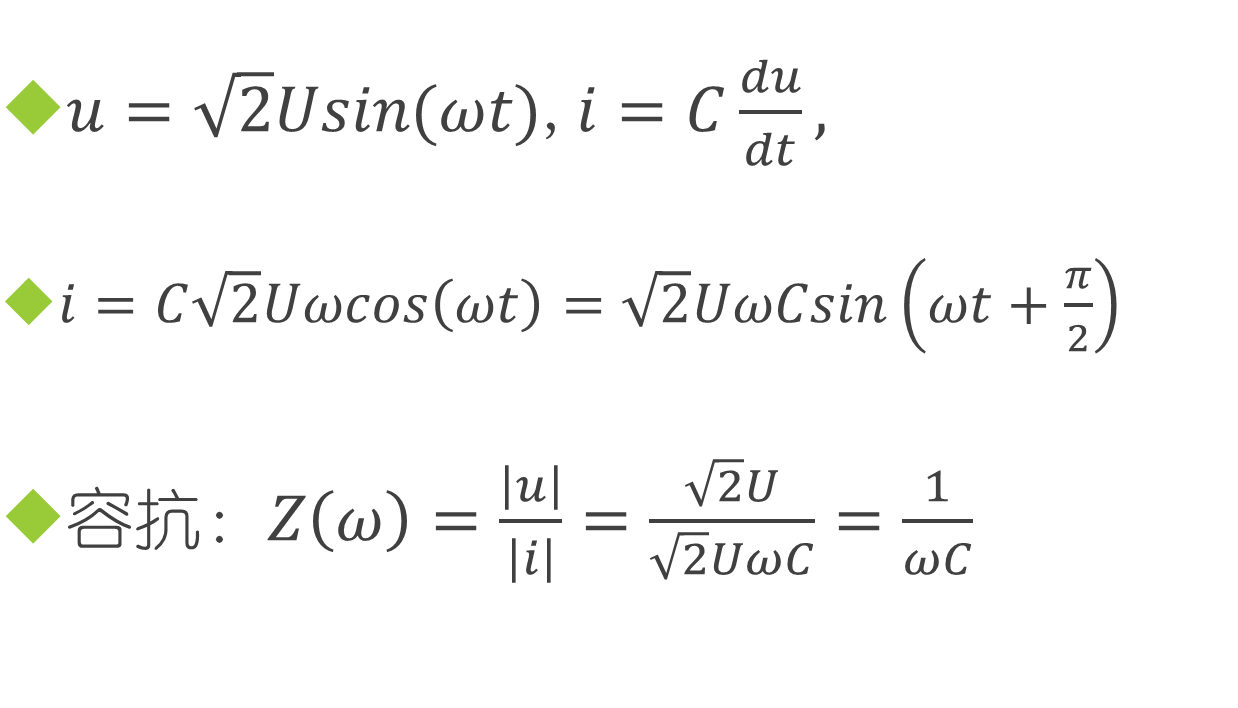 ◆u = √2Usin(ωt), i = C du/dt,
◆i = C√2Uωcos(ωt) = √2UωCsin(ωt + π/2)
◆容抗：Z(ω) = |u|/|i| = √2U/√2UωC = 1/ωC